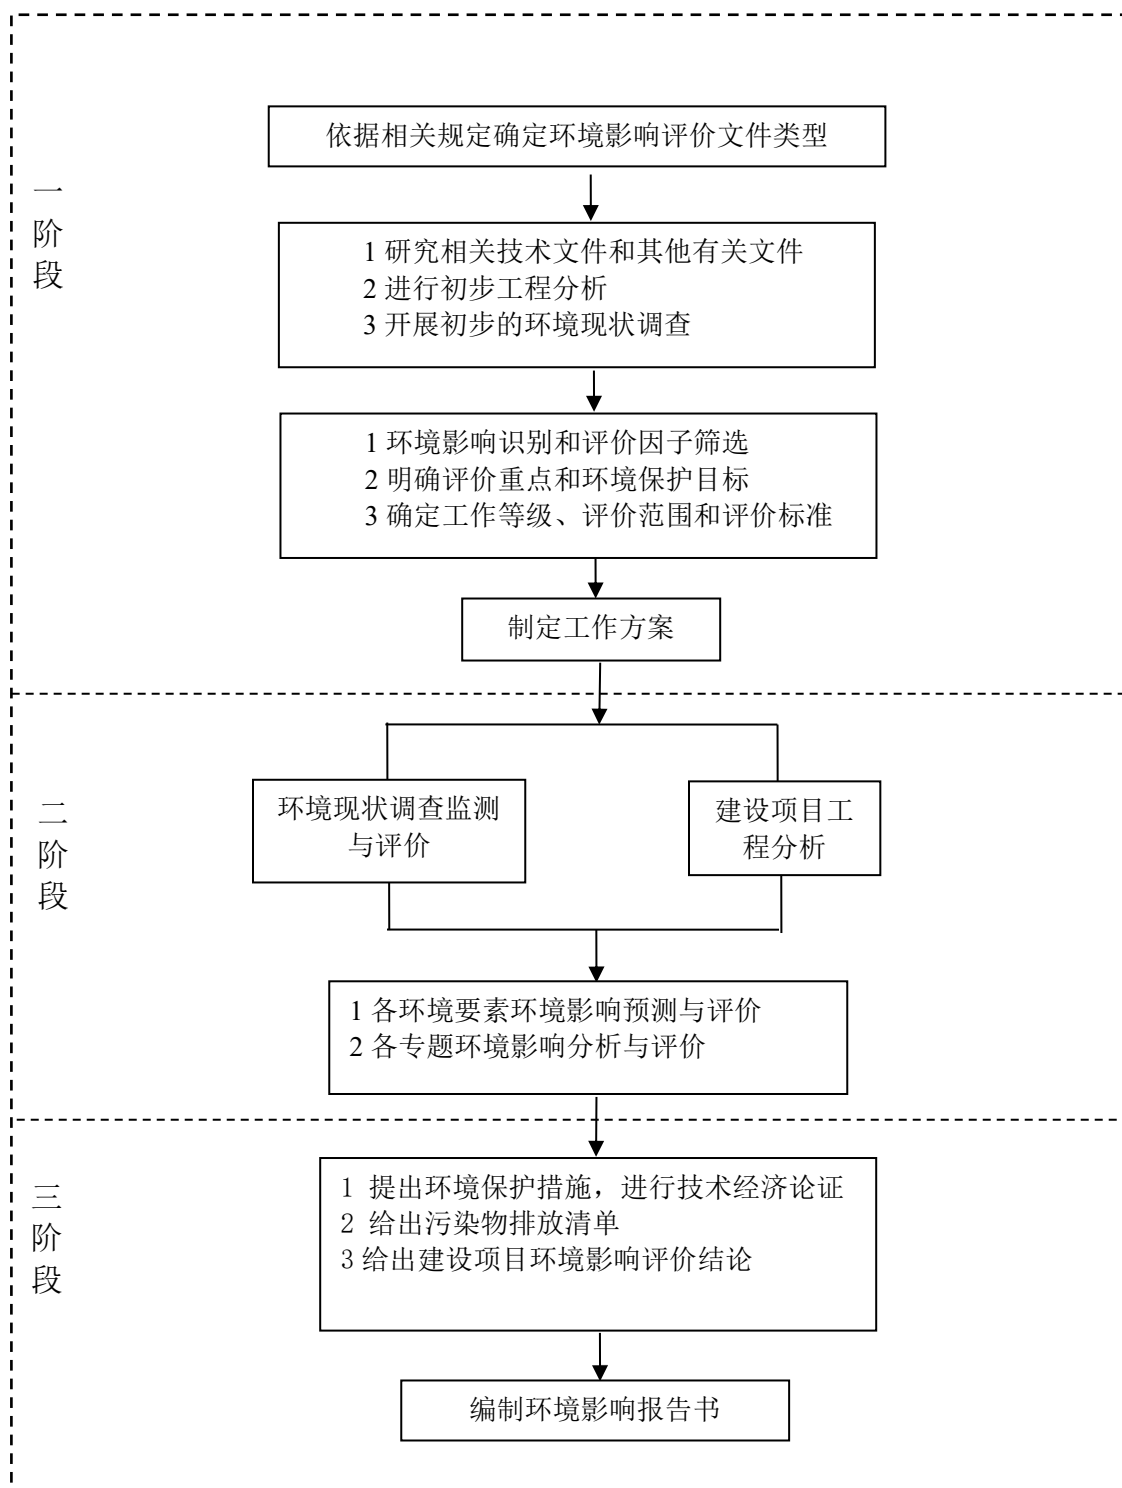 一
阶
段
依据相关规定确定环境影响评价文件类型
1 研究相关技术文件和其他有关文件
2 进行初步工程分析
3 开展初步的环境现状调查
1 环境影响识别和评价因子筛选
2 明确评价重点和环境保护目标
3 确定工作等级、评价范围和评价标准
制定工作方案
二
阶
段
环境现状调查监测
与评价
建设项目工
程分析
1 各环境要素环境影响预测与评价
2 各专题环境影响分析与评价
三
阶
段
1 提出环境保护措施，进行技术经济论证
2 给出污染物排放清单
3 给出建设项目环境影响评价结论
编制环境影响报告书